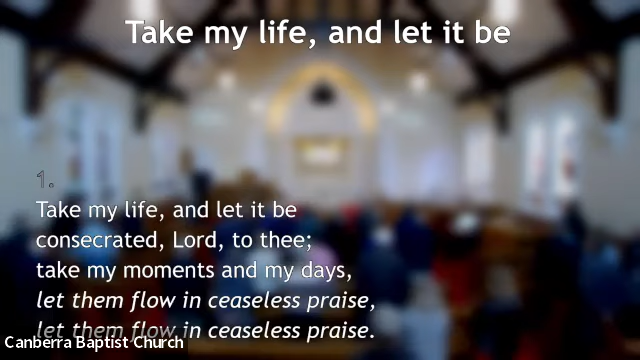 Take my life, and let it be
1.
Take my life, and let it be
consecrated, Lord, to thee;
take my moments and my days,
let them flow in ceaseless praise,
let them flow in ceaseless praise.
Canberra Baptist Church